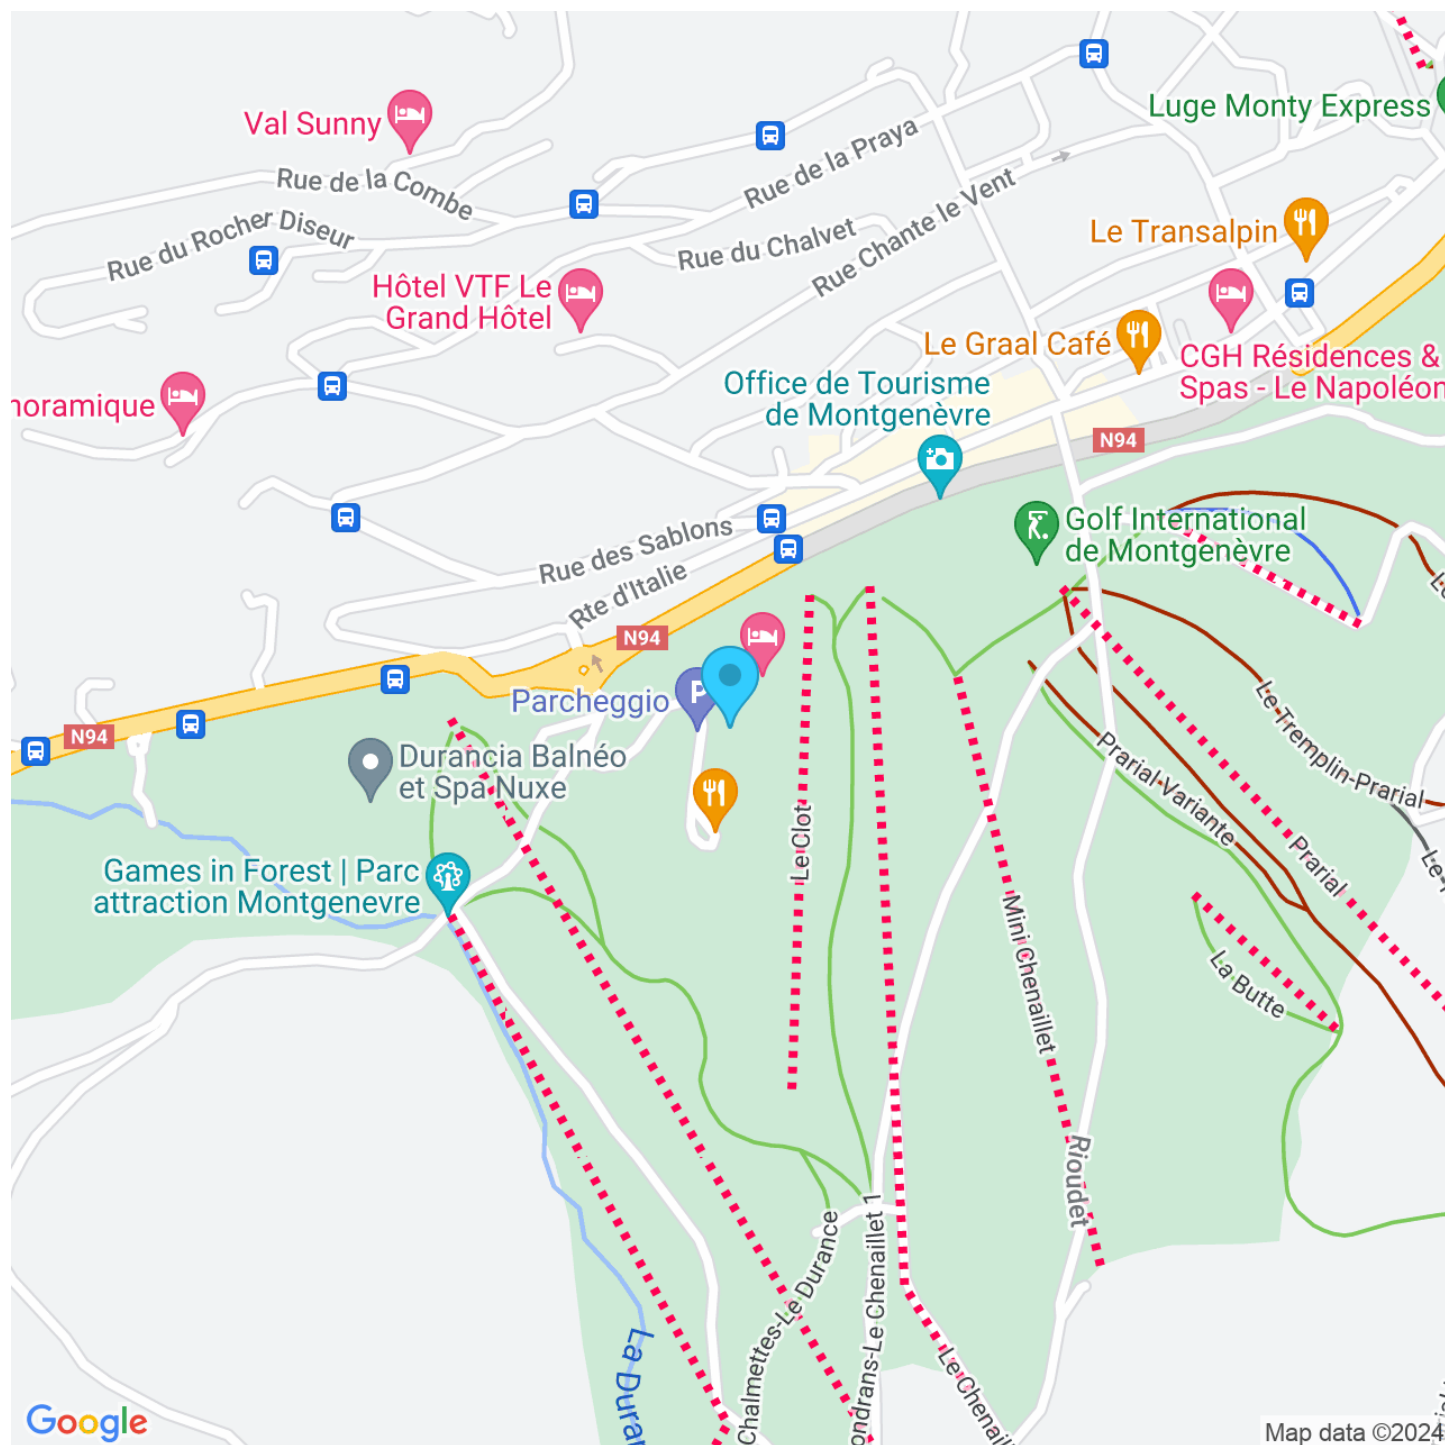 Luge Monty Express
Val Sunny
Rue de la Praya
Rue de la Combe
Rue du Rocher Diseur
Rue Chante le Vent
Rue du Chalvet
Le Transalpin
Hôtel VTF Le
Grand Hôtel
Le Graal Café
CGH Résidences &
Spas - Le Napoléon
Office de Tourisme
de Montgenèvre
noramique
N94
Golf International
de Montgenèvre
Rue des Sablons
Rte d'Italie
N94
P
Parcheggio
N94
Durancia Balnéo
et Spa Nuxe
Le Tremplin-Prarial
Prarial Variante
Prarial
Le Clot
Games in Forest | Parc
attraction Montgenevre
Mini Chenaillet
La Butte
Rioudet
Chalmettes-Le Durance
ondrans-Le Chenaillet 1
Le Chenail
La Duran
Google
Map data ©2024